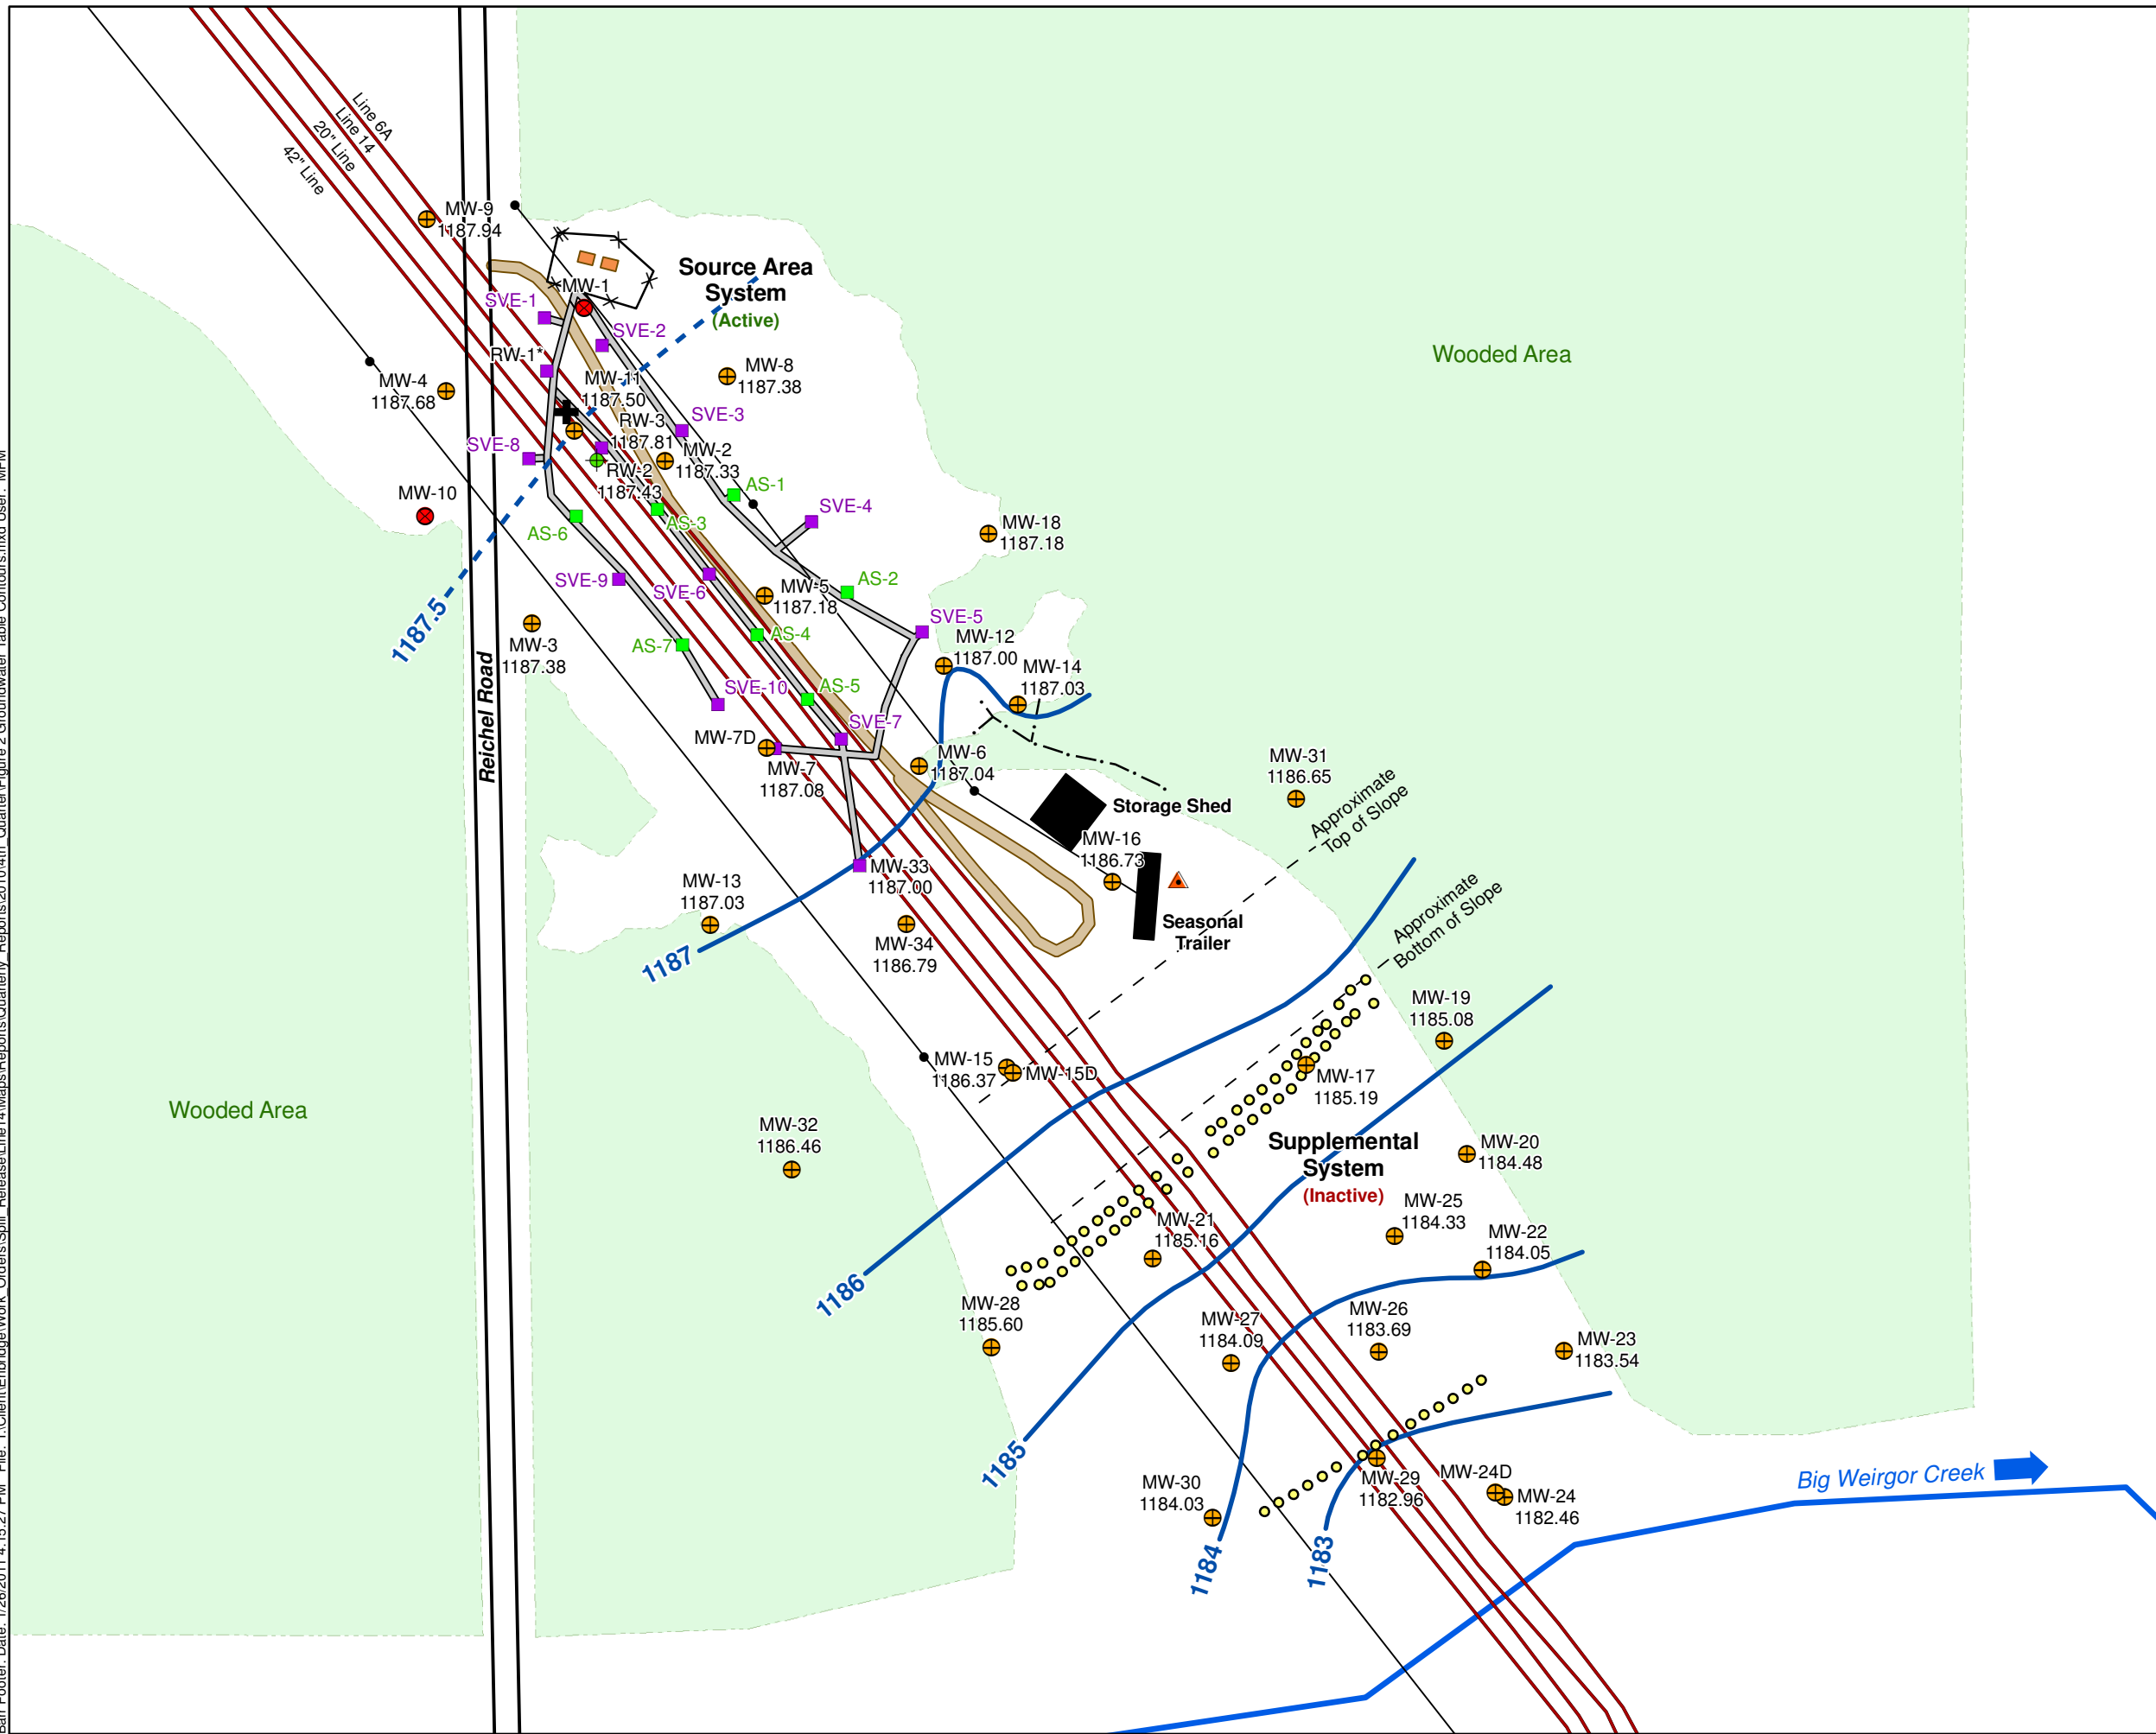 Line 6A
Line 14
20" Line
42" Line
MW-9
1187.94
Source Area
System
(Active)
MW-1
SVE-1
SVE-2
RW-1*
MW-4
1187.68
MW-11
1187.50
MW-8
1187.38
Wooded Area
RW-3
1187.81
SVE-3
SVE-8
MW-2
1187.33
RW-2
1187.43
AS-1
MW-10
SVE-4
AS-3
AS-6
MW-18
1187.18
SVE-9
SVE-6
MW-5
1187.18
AS-2
1187.5
SVE-5
MW-3
1187.38
AS-7
AS-4
MW-12
1187.00
MW-14
1187.03
SVE-10
AS-5
Reichel Road
SVE-7
MW-7D
MW-7
1187.08
MW-6
1187.04
MW-31
1186.65
Storage Shed
Approximate
Top of Slope
MW-16
1186.73
MW-33
1187.00
MW-13
1187.03
Seasonal
Trailer
Approximate
Bottom of Slope
MW-34
1186.79
1187
MW-19
1185.08
MW-15
1186.37
MW-15D
MW-17
1185.19
Wooded Area
MW-32
1186.46
Supplemental
System
(Inactive)
MW-20
1184.48
MW-25
1184.33
MW-21
1185.16
MW-22
1184.05
1186
MW-28
1185.60
MW-27
1184.09
MW-26
1183.69
MW-23
1183.54
1185
MW-30
1184.03
MW-29
1182.96
MW-24D
MW-24
1182.46
Big Weirgor Creek
1184
1183